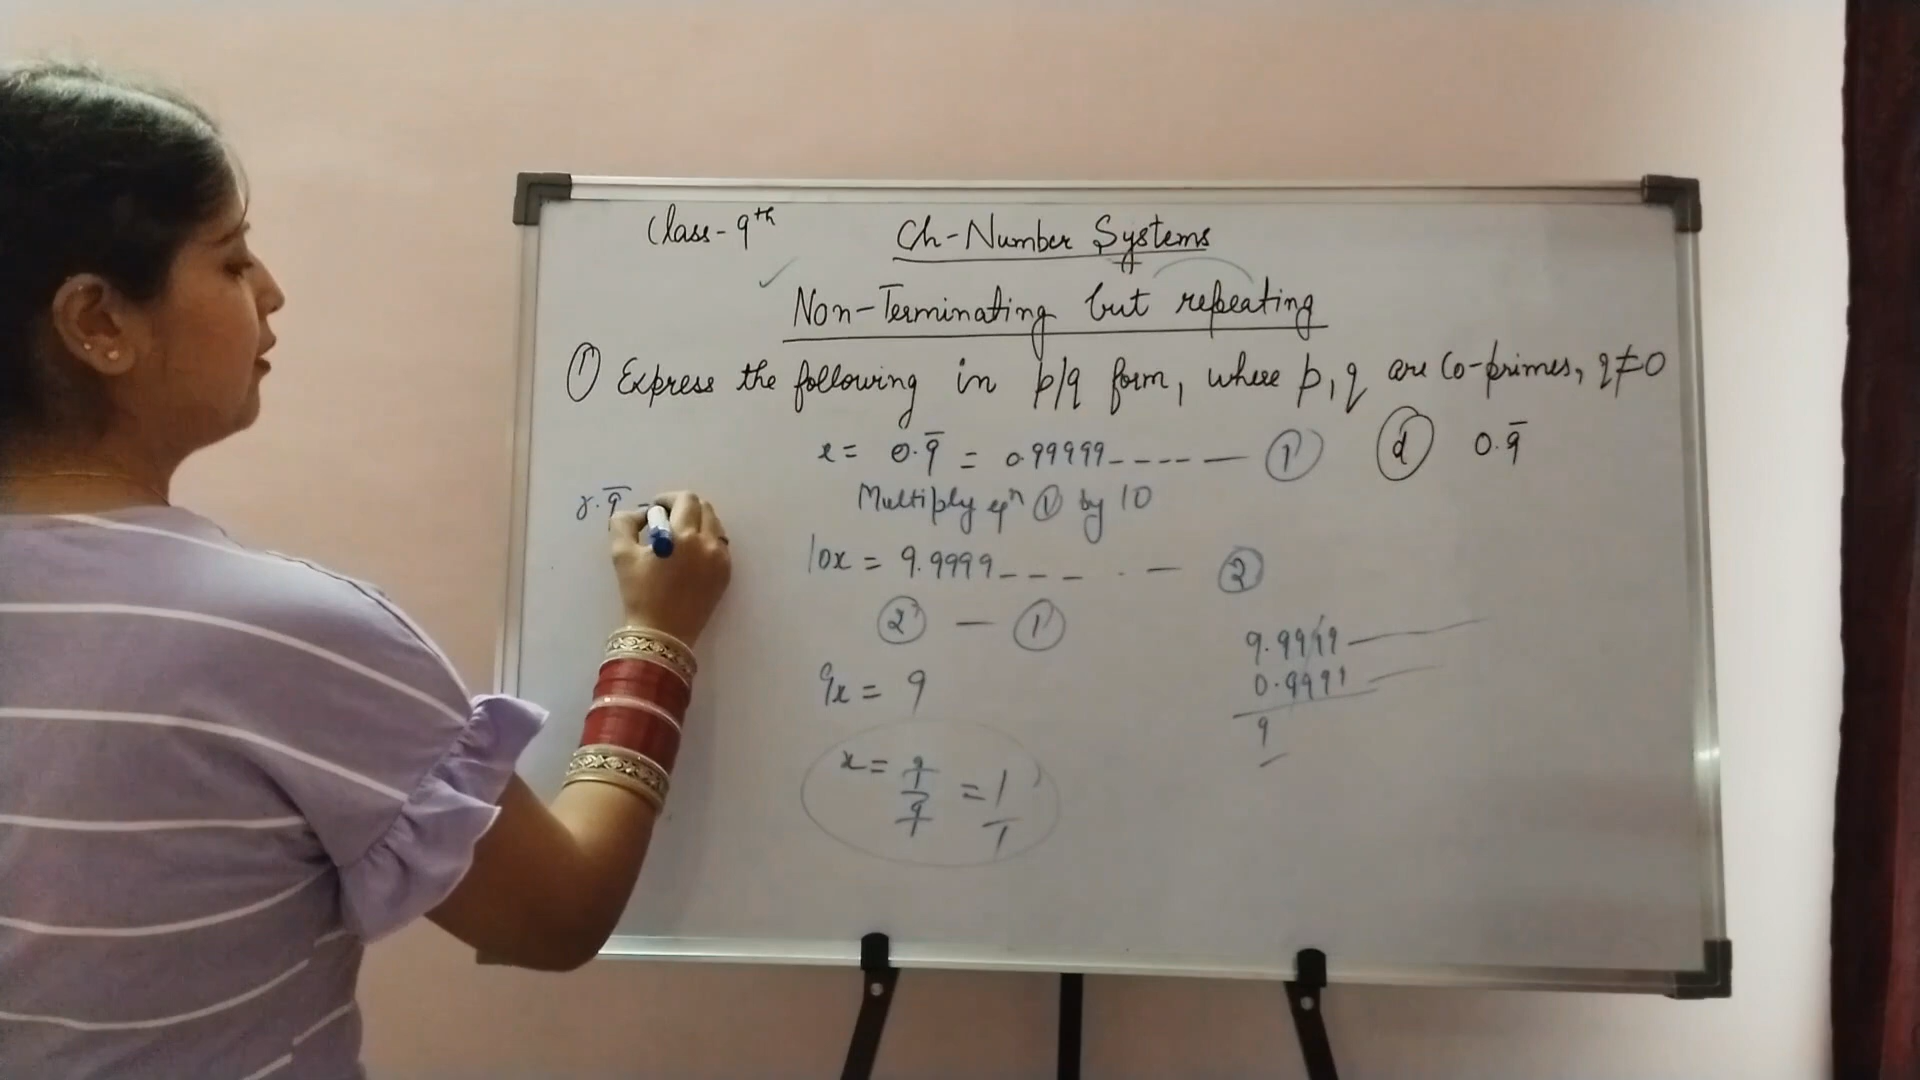 Class-9th Ch-Number Systems
Non-Terminating but repeating
① Express the following in p/q form, where p, q are Co-primes, q≠0
x = 0.9̅ = 0.99999----- ① ⓓ 0.9̅
Multiply eqⁿ ① by 10
10x = 9.9999--- . — ②
② — ①
9.9999 —
9x = 9
0.9991 —
9
x = 9/9 = 1/1